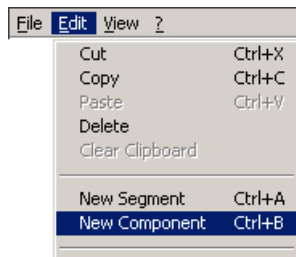 File Edit View ?
Cut Ctrl+X
Copy Ctrl+C
Paste Ctrl+V
Delete
Clear Clipboard
New Segment Ctrl+A
New Component Ctrl+B